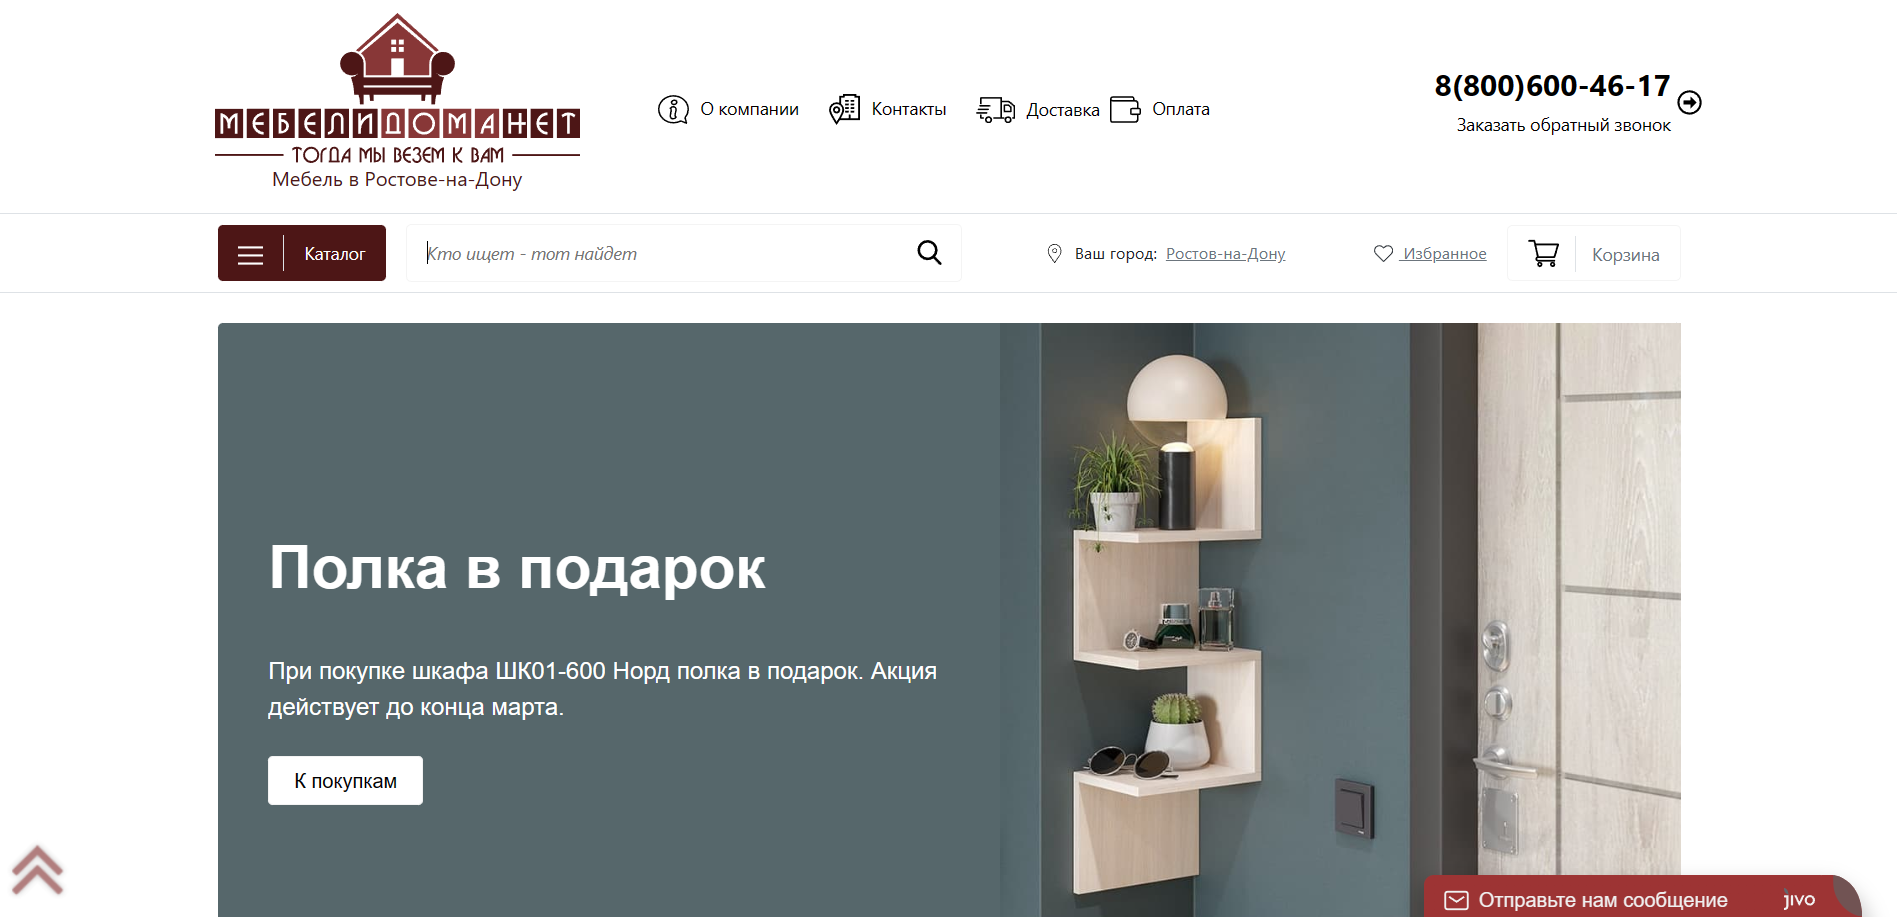 МЕБЕЛИДОМАНЕТ
ТОГДА МЫ ВЕЗЕМ К ВАМ
Мебель в Ростове-на-Дону
О компании
Контакты
Доставка
Оплата
8(800)600-46-17
Заказать обратный звонок
Каталог
Кто ищет - тот найдет
Ваш город: Ростов-на-Дону
Избранное
Корзина
Полка в подарок
При покупке шкафа ШК01-600 Норд полка в подарок. Акция
действует до конца марта.
К покупкам
Отправьте нам сообщение
jivo